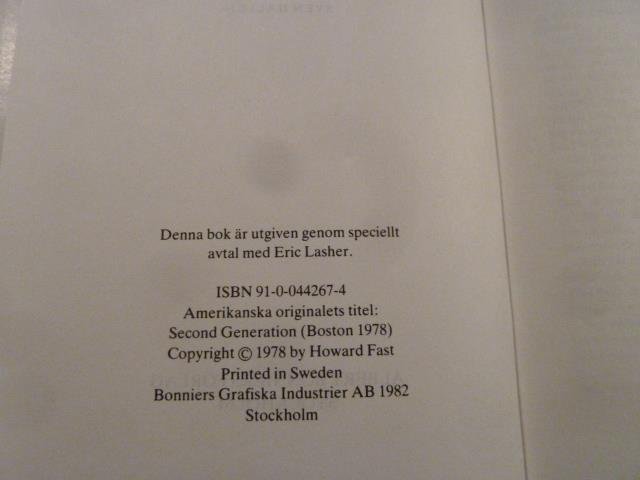 Denna bok är utgiven genom speciellt
avtal med Eric Lasher.
ISBN 91-0-044267-4
Amerikanska originalets titel:
Second Generation (Boston 1978)
Copyright © 1978 by Howard Fast
Printed in Sweden
Bonniers Grafiska Industrier AB 1982
Stockholm